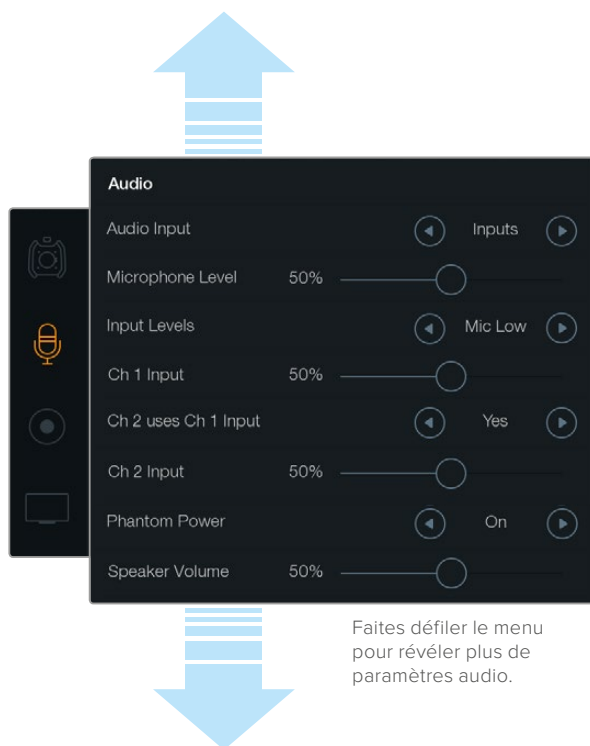 Audio
Audio Input Inputs
Microphone Level 50%
Input Levels Mic Low
Ch 1 Input 50%
Ch 2 uses Ch 1 Input Yes
Ch 2 Input 50%
Phantom Power On
Speaker Volume 50%
Faites défiler le menu
pour révéler plus de
paramètres audio.